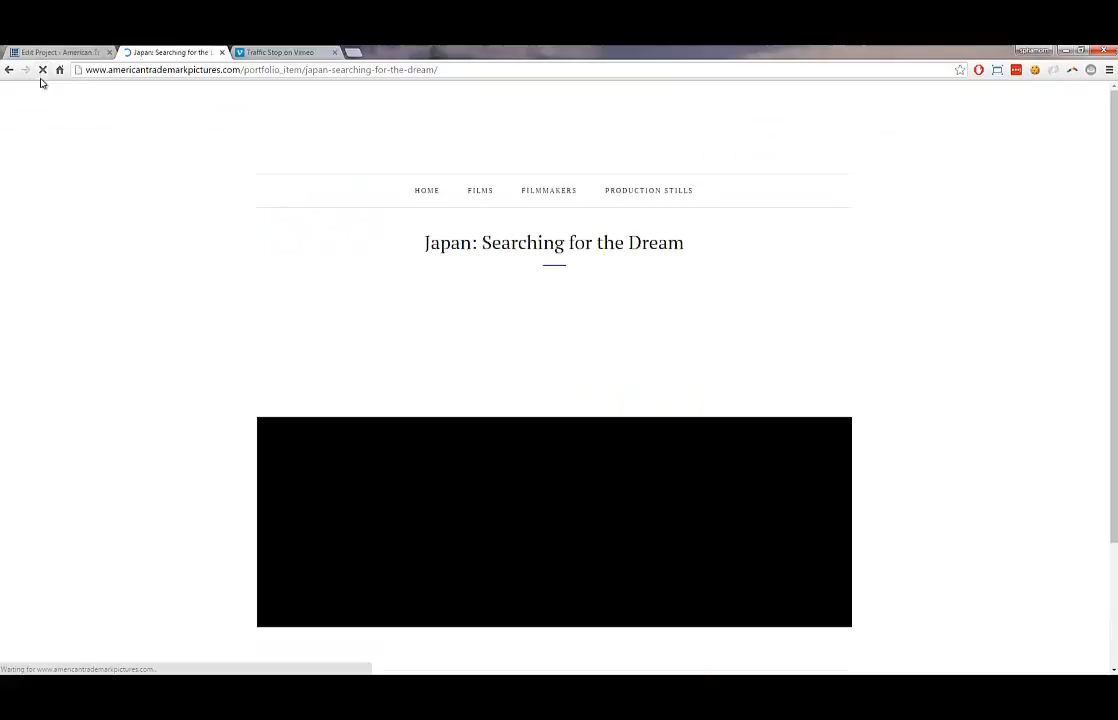 Edit Project ‹ American Tr
Japan: Searching for the D
Traffic Stop on Vimeo
www.americantrademarkpictures.com/portfolio_item/japan-searching-for-the-dream/
HOME FILMS FILMMAKERS PRODUCTION STILLS
Japan: Searching for the Dream
Waiting for www.americantrademarkpictures.com...